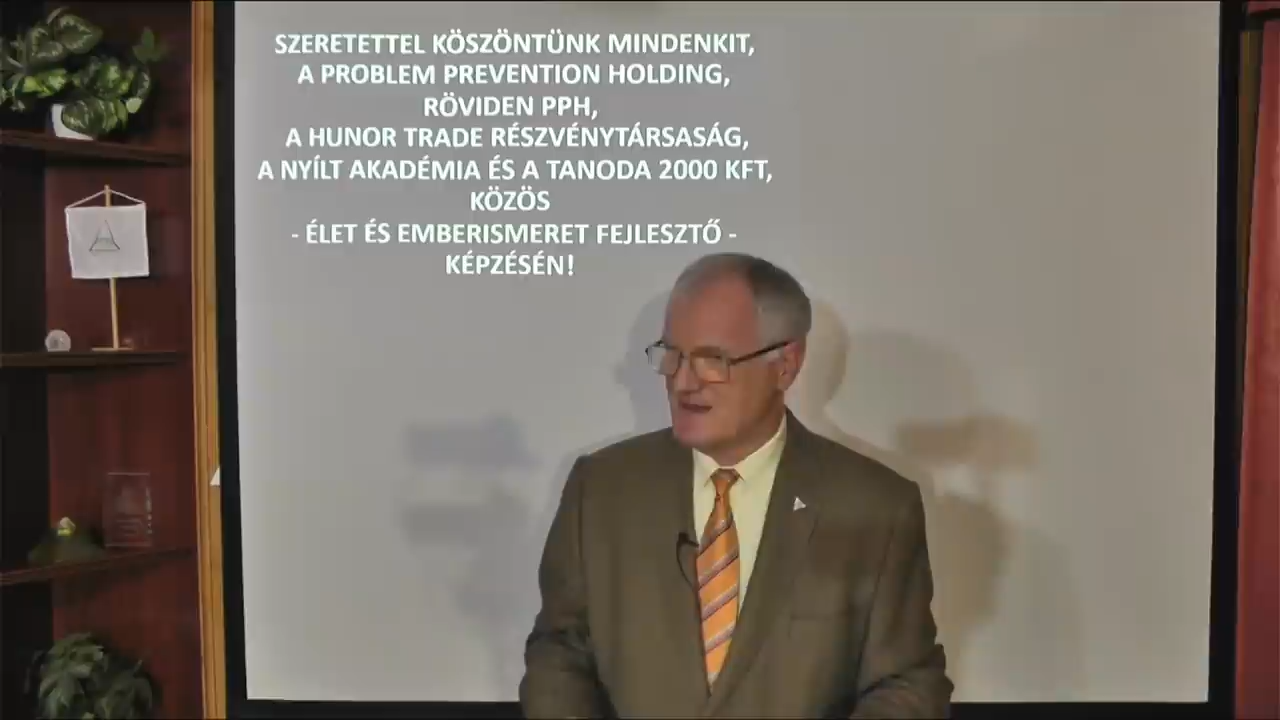 SZERETETTEL KÖSZÖNTÜNK MINDENKIT,
A PROBLEM PREVENTION HOLDING,
RÖVIDEN PPH,
A HUNOR TRADE RÉSZVÉNYTÁRSASÁG,
A NYÍLT AKADÉMIA ÉS A TANODA 2000 KFT,
KÖZÖS
- ÉLET ÉS EMBERISMERET FEJLESZTŐ -
KÉPZÉSÉN!